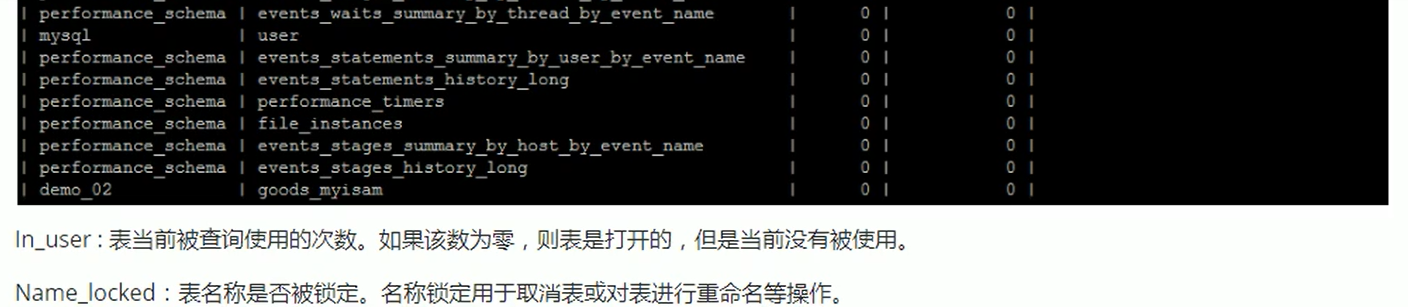 | performance_schema | events_waits_summary_by_thread_by_event_name | 0 | 0 |
| mysql | user | 0 | 0 |
| performance_schema | events_statements_summary_by_user_by_event_name | 0 | 0 |
| performance_schema | events_statements_history_long | 0 | 0 |
| performance_schema | performance_timers | 0 | 0 |
| performance_schema | file_instances | 0 | 0 |
| performance_schema | events_stages_summary_by_host_by_event_name | 0 | 0 |
| performance_schema | events_stages_history_long | 0 | 0 |
| demo_02 | goods_myisam | 0 | 0 |
In_user : 表当前被查询使用的次数。如果该数为零，则表是打开的，但是当前没有被使用。
Name_locked：表名称是否被锁定。名称锁定用于取消表或对表进行重命名等操作。